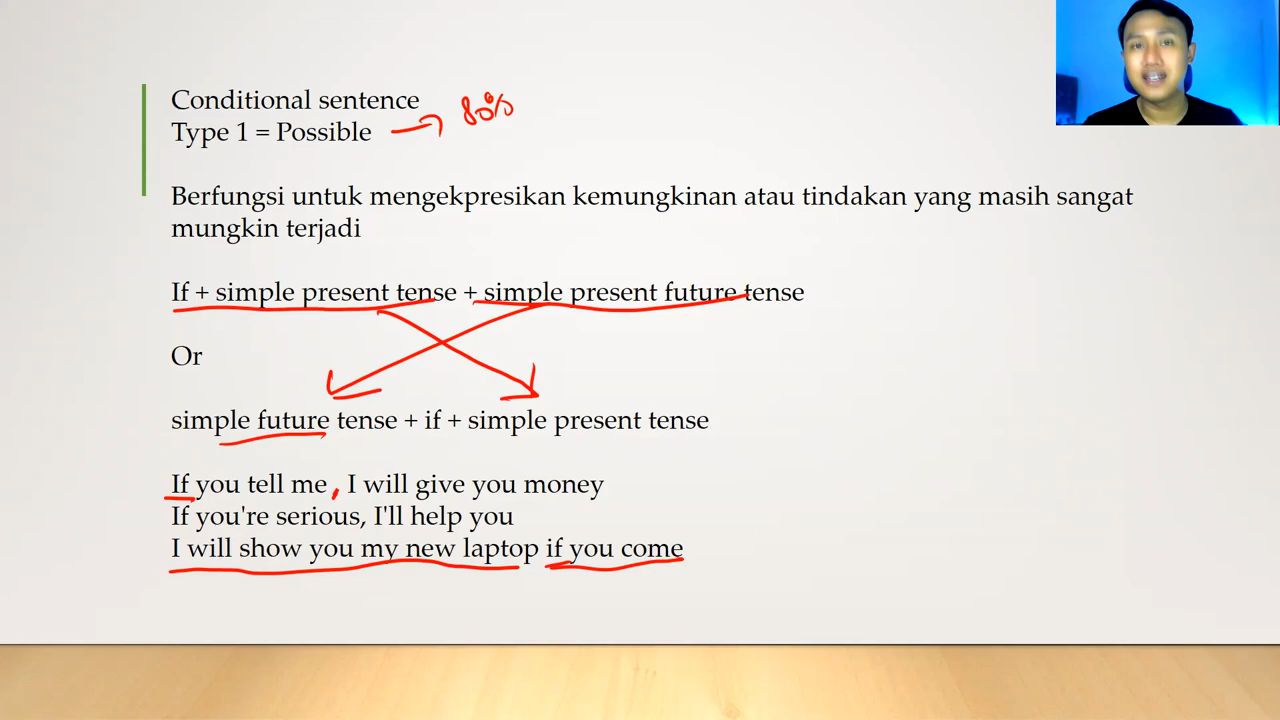 Conditional sentence
Type 1 = Possible 80%
Berfungsi untuk mengekpresikan kemungkinan atau tindakan yang masih sangat
mungkin terjadi
If + simple present tense + simple present future tense
Or
simple future tense + if + simple present tense
If you tell me, I will give you money
If you're serious, I'll help you
I will show you my new laptop if you come